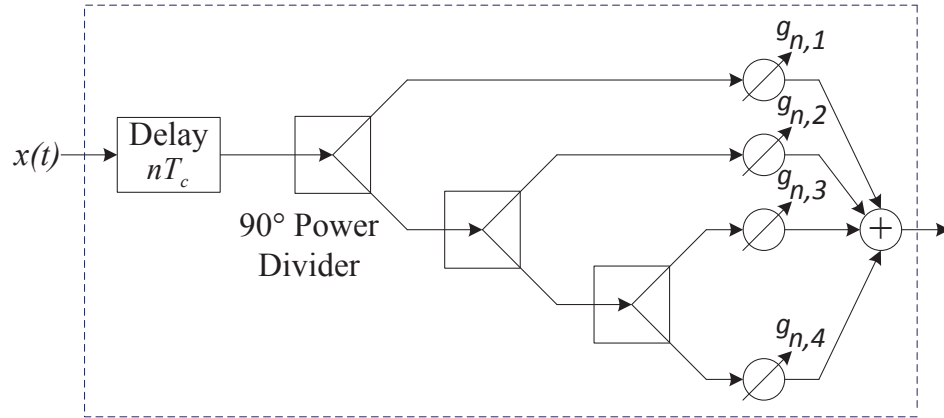 g_{n,1}
g_{n,2}
x(t)
Delay
nT_c
g_{n,3}
90° Power
Divider
+
g_{n,4}